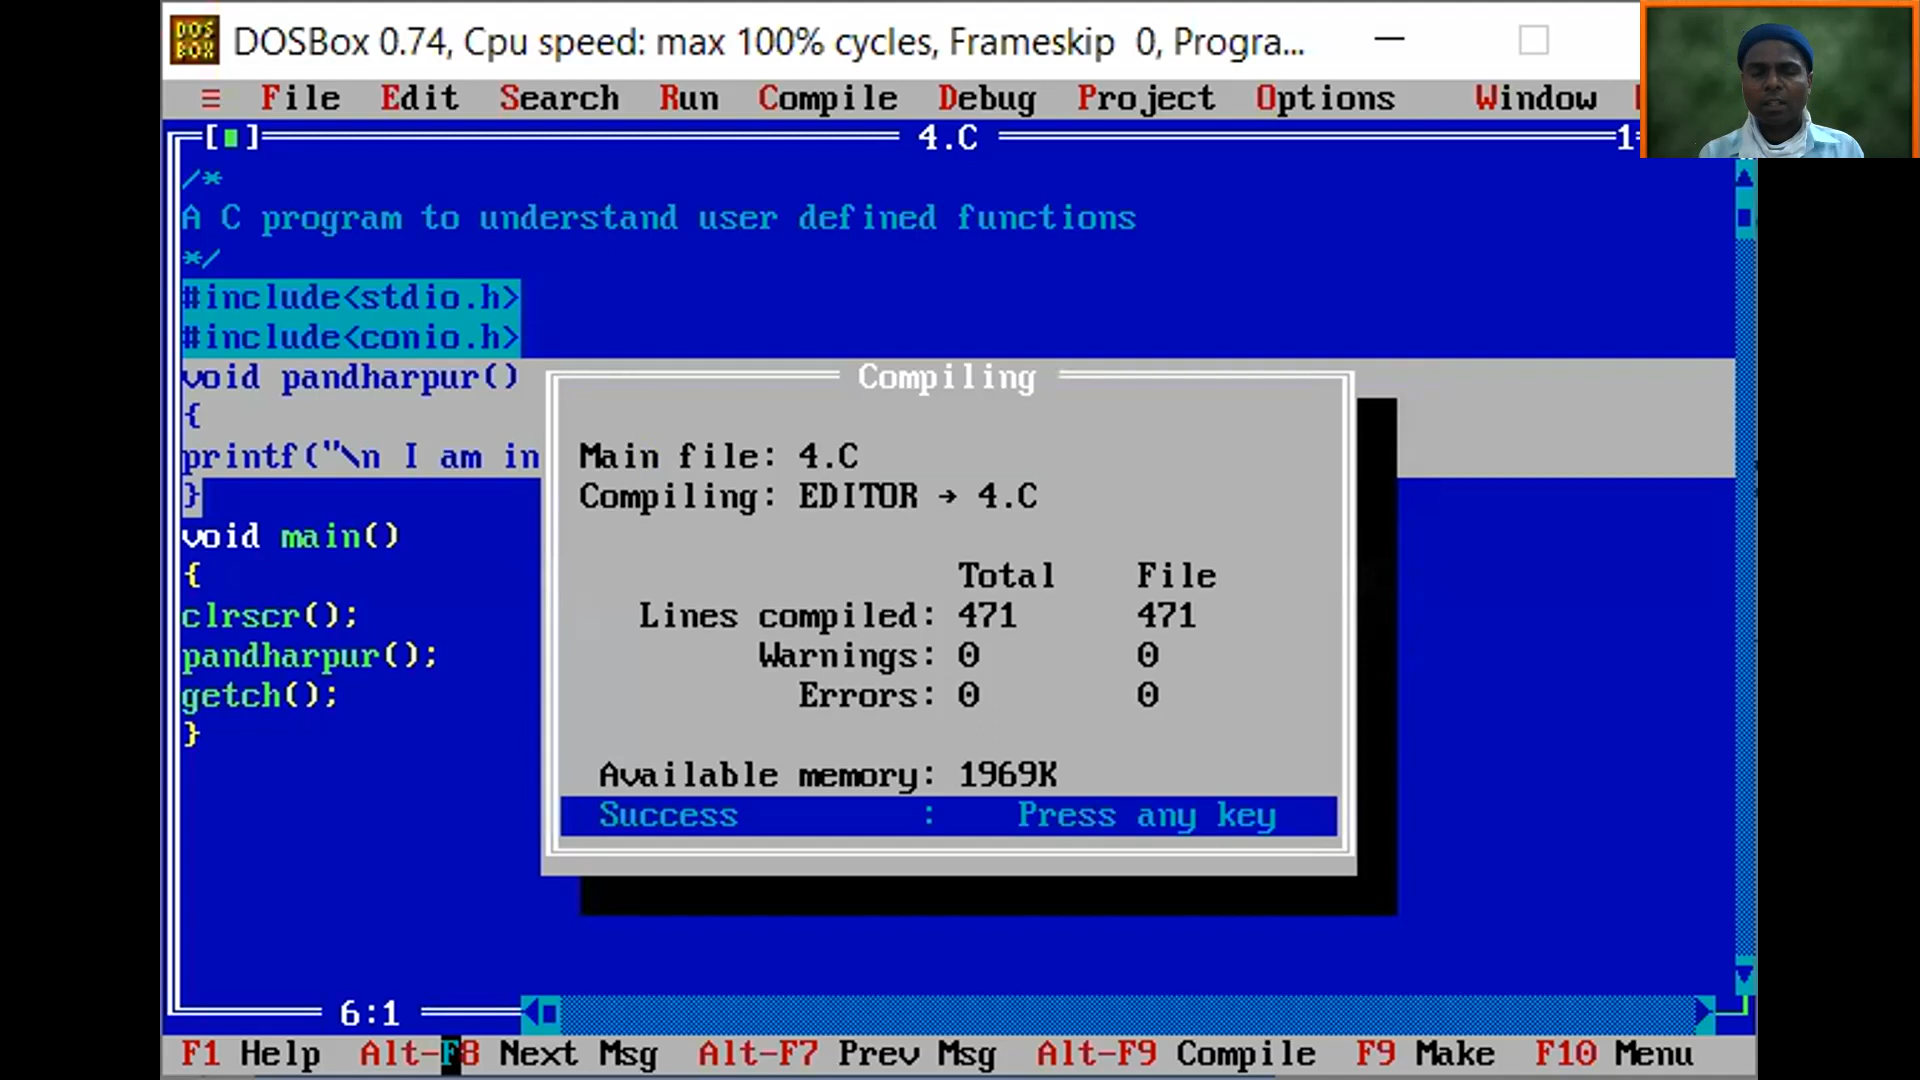 DOS
BOX
DOSBox 0.74, Cpu speed: max 100% cycles, Frameskip 0, Progra...
≡ File Edit Search Run Compile Debug Project Options Window
[■] 4.C 1
/*
A C program to understand user defined functions
*/
#include<stdio.h>
#include<conio.h>
void pandharpur()
{
printf("\n I am in
}
void main()
{
clrscr();
pandharpur();
getch();
}
Compiling
Main file: 4.C
Compiling: EDITOR → 4.C
Total File
Lines compiled: 471 471
Warnings: 0 0
Errors: 0 0
Available memory: 1969K
Success : Press any key
6:1
F1 Help Alt-F8 Next Msg Alt-F7 Prev Msg Alt-F9 Compile F9 Make F10 Menu